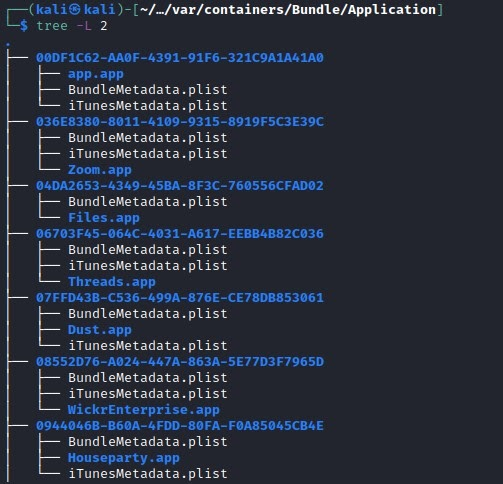 ┌──(kali㉿kali)-[~/…/var/containers/Bundle/Application]
└─$ tree -L 2
.
├── 00DF1C62-AA0F-4391-91F6-321C9A1A41A0
│   ├── app.app
│   ├── BundleMetadata.plist
│   └── iTunesMetadata.plist
├── 036E8380-8011-4109-9315-8919F5C3E39C
│   ├── BundleMetadata.plist
│   ├── iTunesMetadata.plist
│   └── Zoom.app
├── 04DA2653-4349-45BA-8F3C-760556CFAD02
│   ├── BundleMetadata.plist
│   └── Files.app
├── 06703F45-064C-4031-A617-EEBB4B82C036
│   ├── BundleMetadata.plist
│   ├── iTunesMetadata.plist
│   └── Threads.app
├── 07FFD43B-C536-499A-876E-CE78DB853061
│   ├── BundleMetadata.plist
│   ├── Dust.app
│   └── iTunesMetadata.plist
├── 08552D76-A024-447A-863A-5E77D3F7965D
│   ├── BundleMetadata.plist
│   ├── iTunesMetadata.plist
│   └── WickrEnterprise.app
├── 0944046B-B60A-4FDD-80FA-F0A85045CB4E
│   ├── BundleMetadata.plist
│   ├── Houseparty.app
│   └── iTunesMetadata.plist